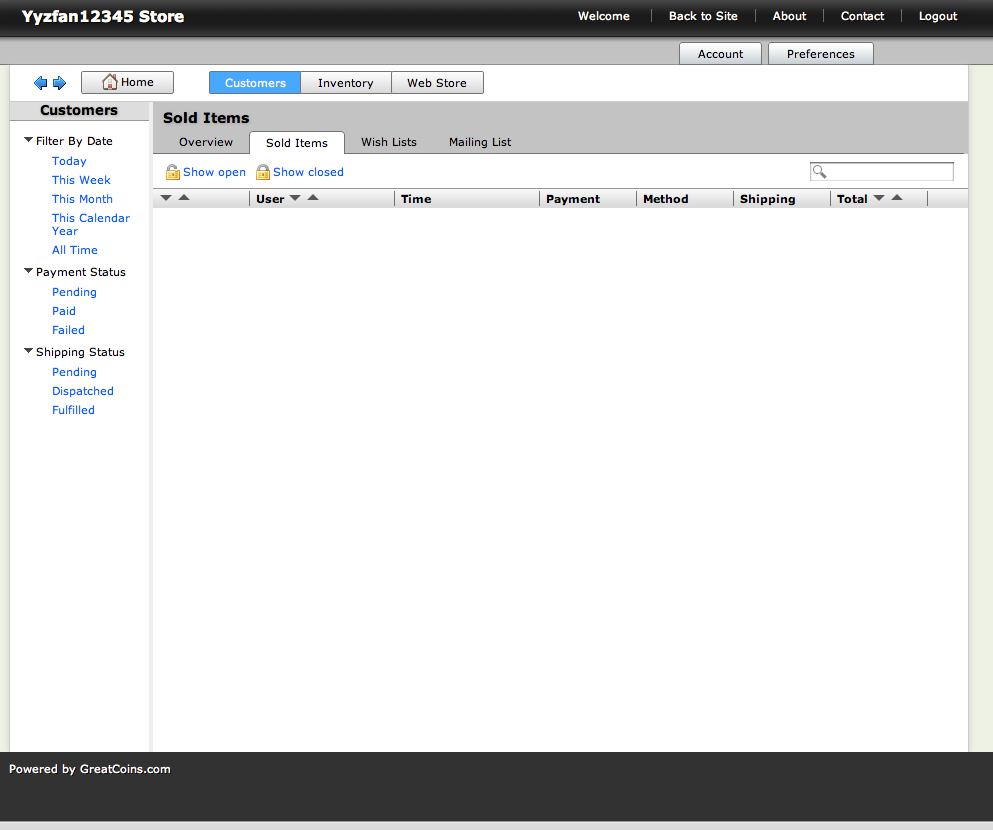 Yyzfan12345 Store
Welcome
Back to Site
About
Contact
Logout
Account
Preferences
Home
Customers
Inventory
Web Store
Customers
Filter By Date
Today
This Week
This Month
This Calendar
Year
All Time
Payment Status
Pending
Paid
Failed
Shipping Status
Pending
Dispatched
Fulfilled
Sold Items
Overview
Sold Items
Wish Lists
Mailing List
Show open
Show closed
User
Time
Payment
Method
Shipping
Total
Powered by GreatCoins.com